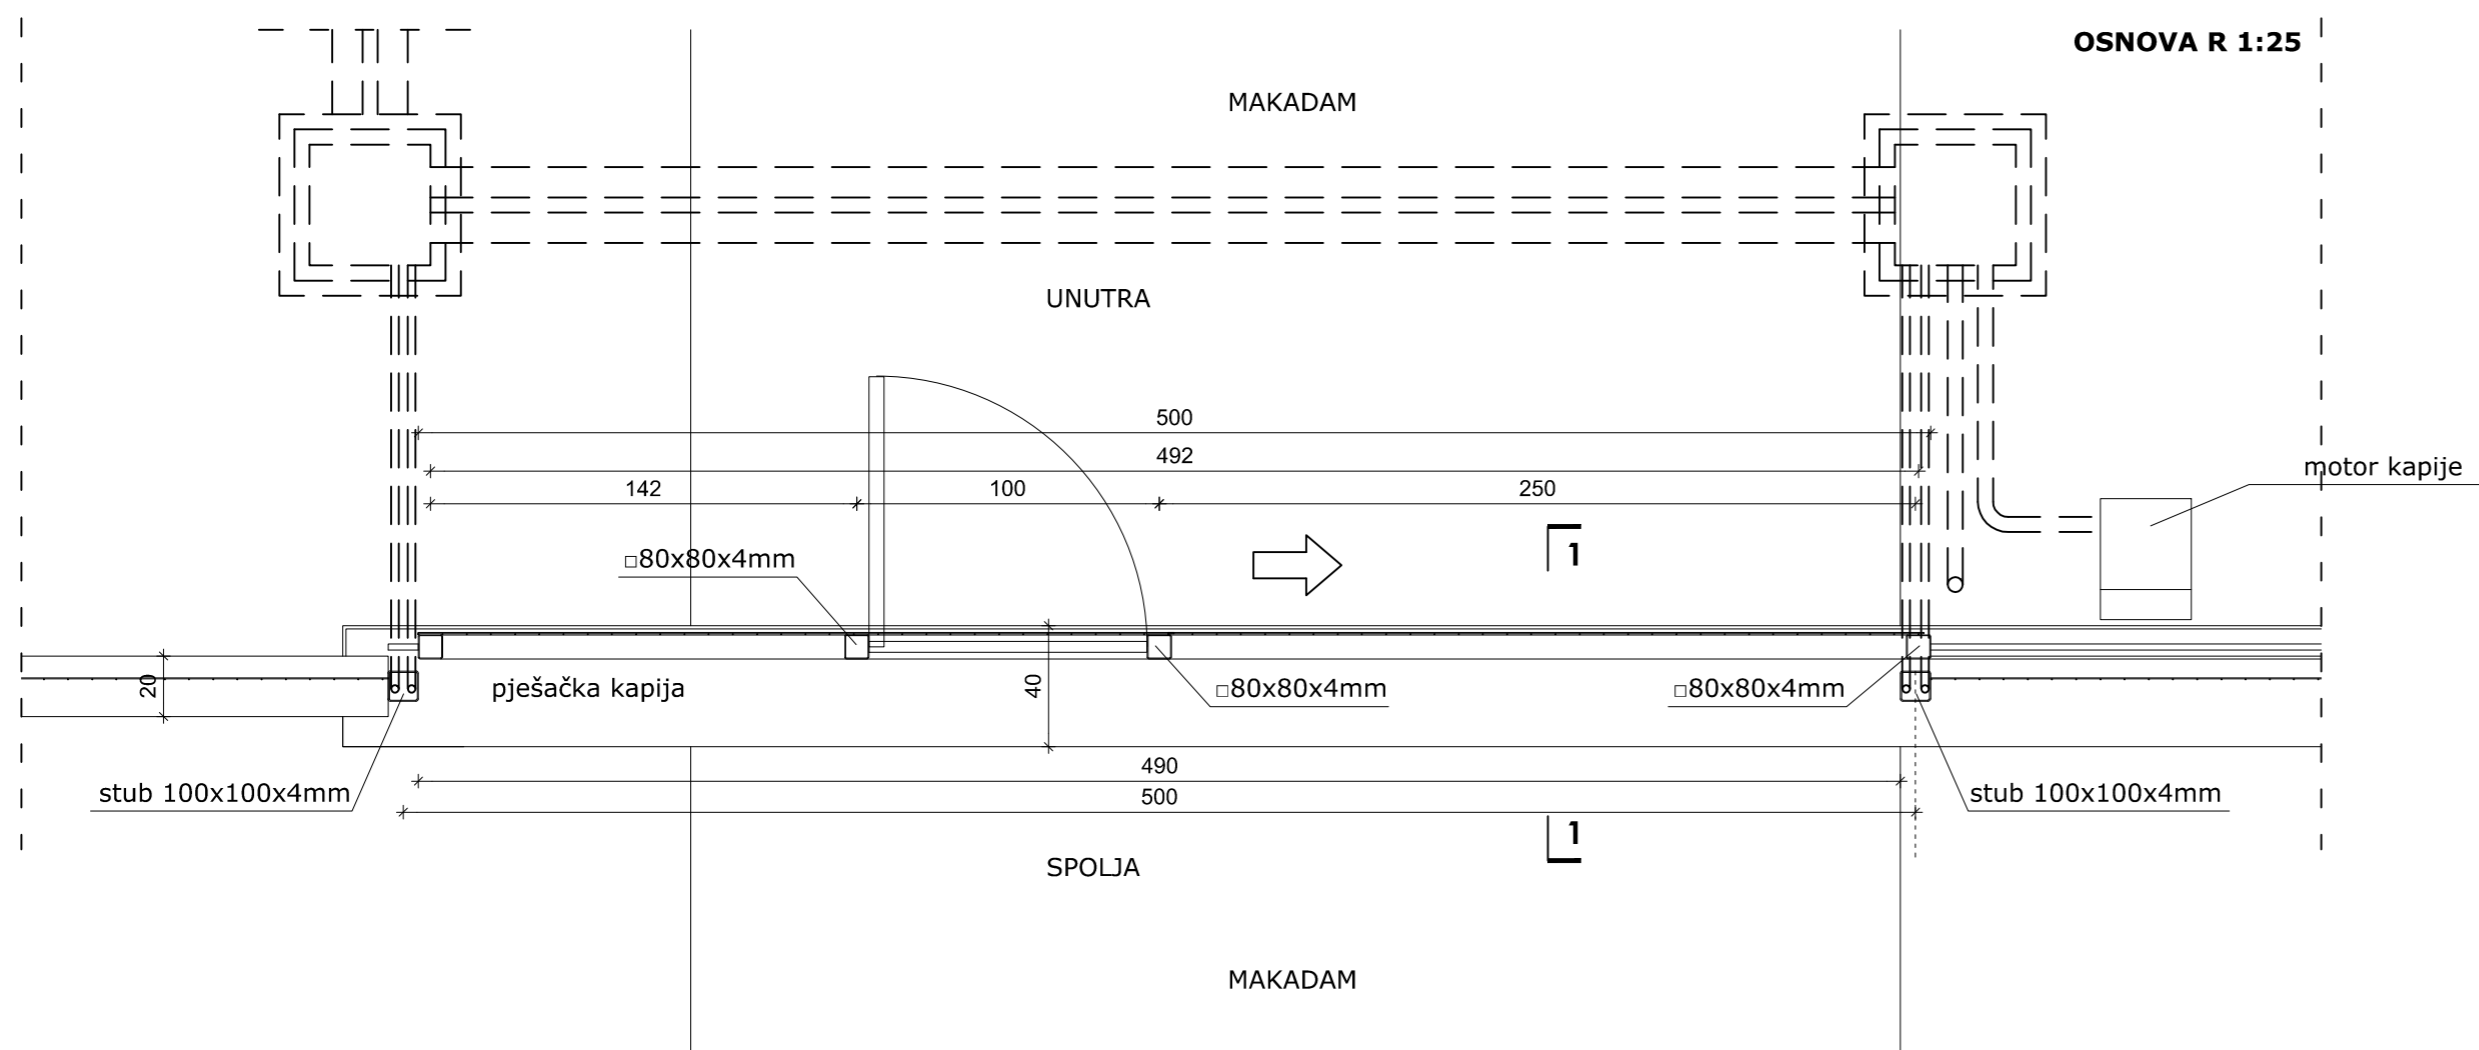 OSNOVA R 1:25
MAKADAM
UNUTRA
500
492
motor kapije
142
100
250
□80x80x4mm
1
20
pješačka kapija
40
□80x80x4mm
□80x80x4mm
490
stub 100x100x4mm
500
stub 100x100x4mm
1
SPOLJA
MAKADAM